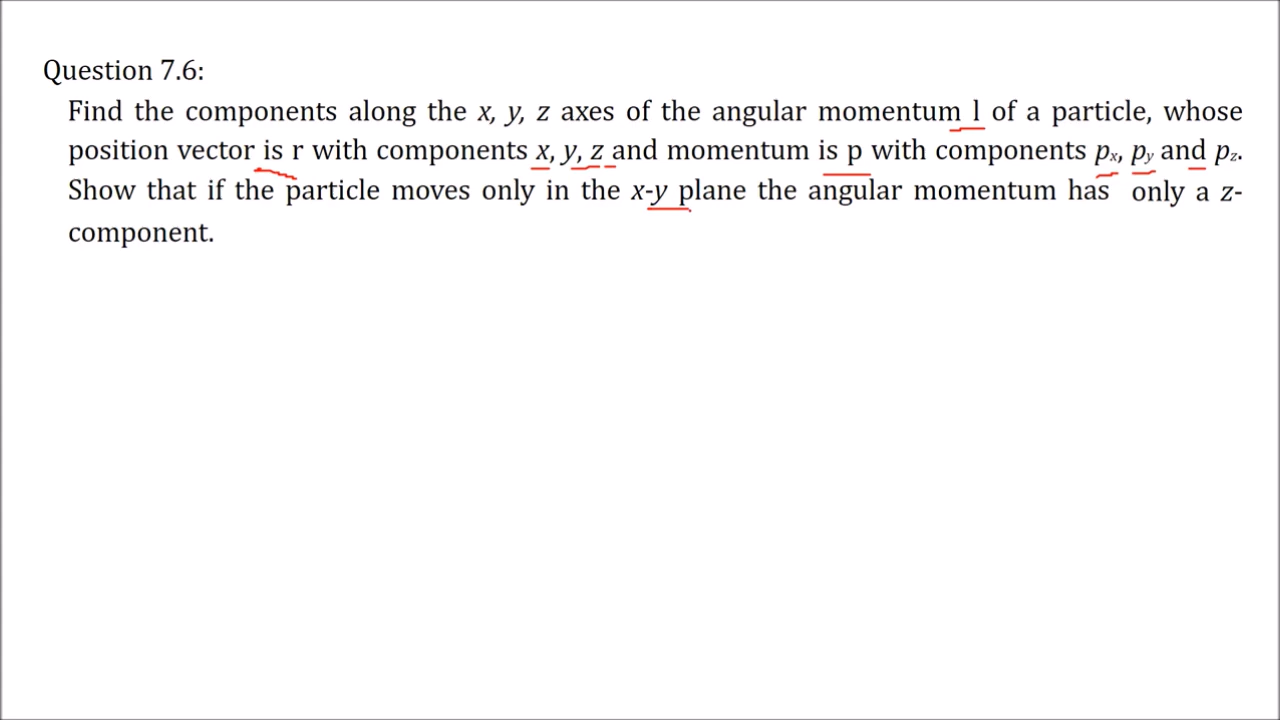 Question 7.6:
Find the components along the x, y, z axes of the angular momentum l of a particle, whose
position vector is r with components x, y, z and momentum is p with components pₓ, pᵧ and p_z.
Show that if the particle moves only in the x-y plane the angular momentum has only a z-
component.